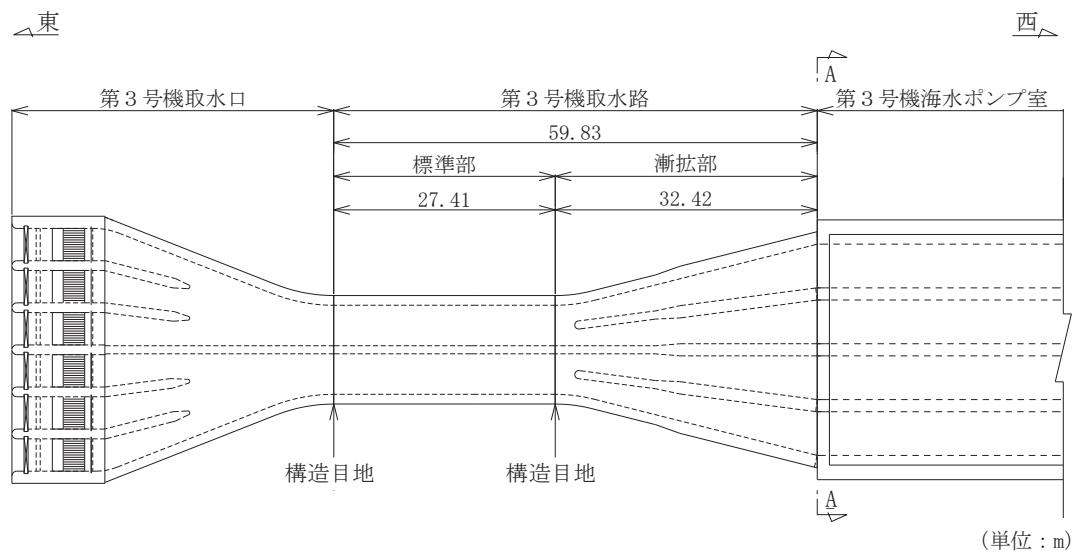 東
西
A
第3号機取水口
第3号機取水路
第3号機海水ポンプ室
59.83
標準部
漸拡部
27.41
32.42
構造目地
構造目地
A
(単位：m)